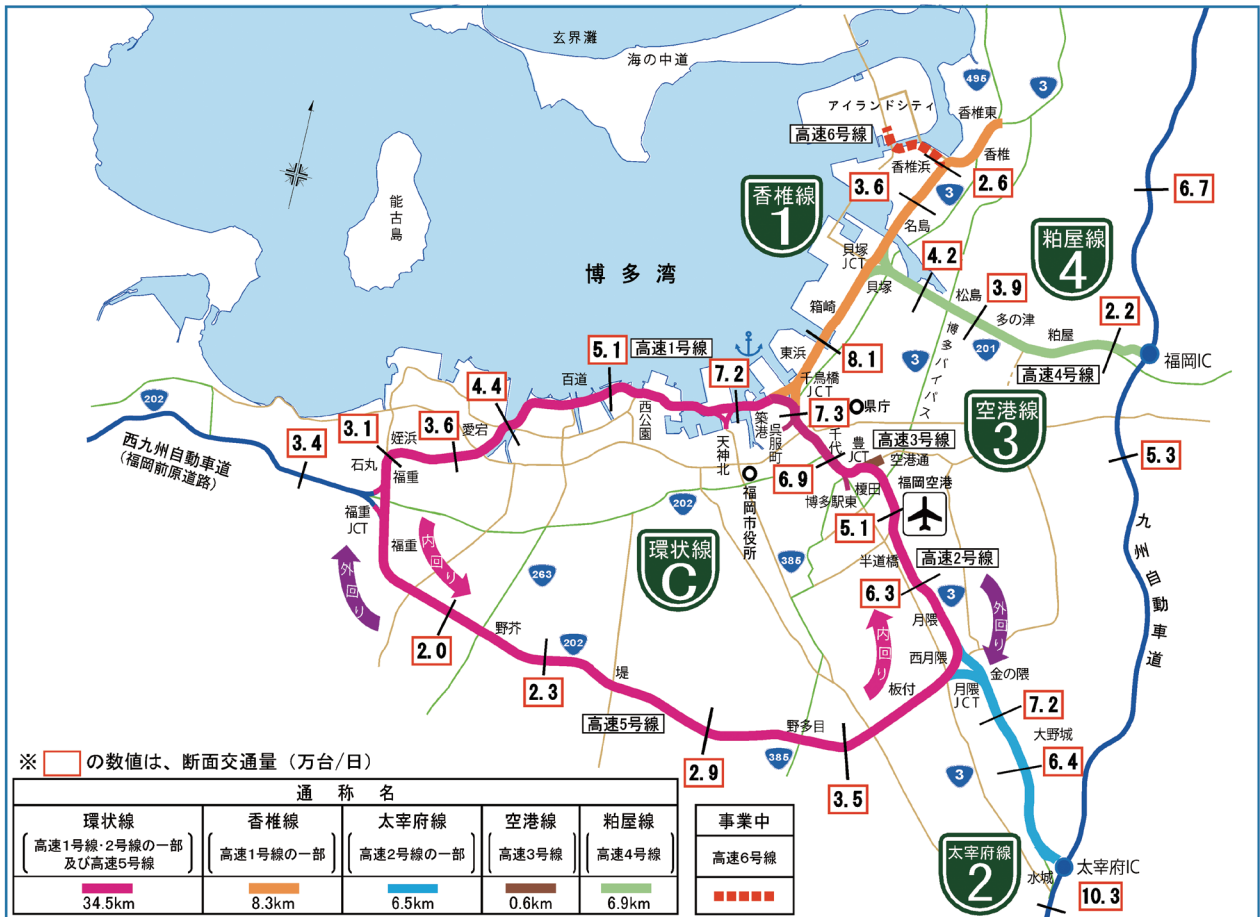 玄界灘
海の中道
495
3
アイランドシティ
香椎東
高速6号線
香椎
香椎浜
3.6
2.6
6.7
香椎線
1
3
能古島
名島
粕屋線
4
貝塚
JCT
4.2
博多湾
貝塚
松島
3.9
多の津
2.2
箱崎
粕屋
5.1
高速1号線
東浜
8.1
3
博多バイパス
201
福岡IC
高速4号線
百道
7.2
千鳥橋
JCT
4.4
202
西公園
築港
7.3
県庁
空港線
3
3.4
3.1
姪浜
3.6
愛宕
天神北
呉服町
千代
豊
JCT
高速3号線
西九州自動車道
(福岡前原道路)
石丸
福重
6.9
空港通
5.3
福岡市役所
博多駅東
榎田
福岡空港
福重
JCT
202
5.1
九州自動車道
福重
内回り
環状線
C
385
半道橋
高速2号線
外回り
263
6.3
3
外回り
月隈
2.0
野芥
202
内回り
西月隈
金の隈
2.3
堤
板付
月隈
JCT
7.2
高速5号線
野多目
大野城
385
6.4
2.9
3.5
3
※ の数値は、断面交通量(万台/日)
通称名
環状線
高速1号線・2号線の一部
及び高速5号線
34.5km
香椎線
高速1号線の一部
8.3km
太宰府線
高速2号線の一部
6.5km
空港線
高速3号線
0.6km
粕屋線
高速4号線
6.9km
事業中
高速6号線
太宰府線
2
水城
太宰府IC
10.3